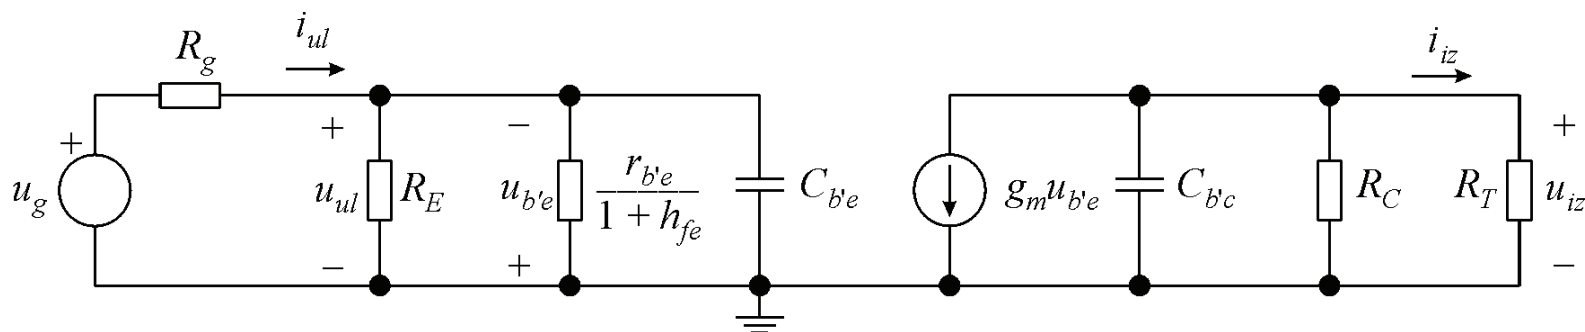 R_g
i_ul
i_iz
+ + − +
u_g
u_ul R_E
u_b'e
r_b'e
1 + h_fe
C_b'e
g_m u_b'e
C_b'c
R_C
R_T
u_iz
− + −